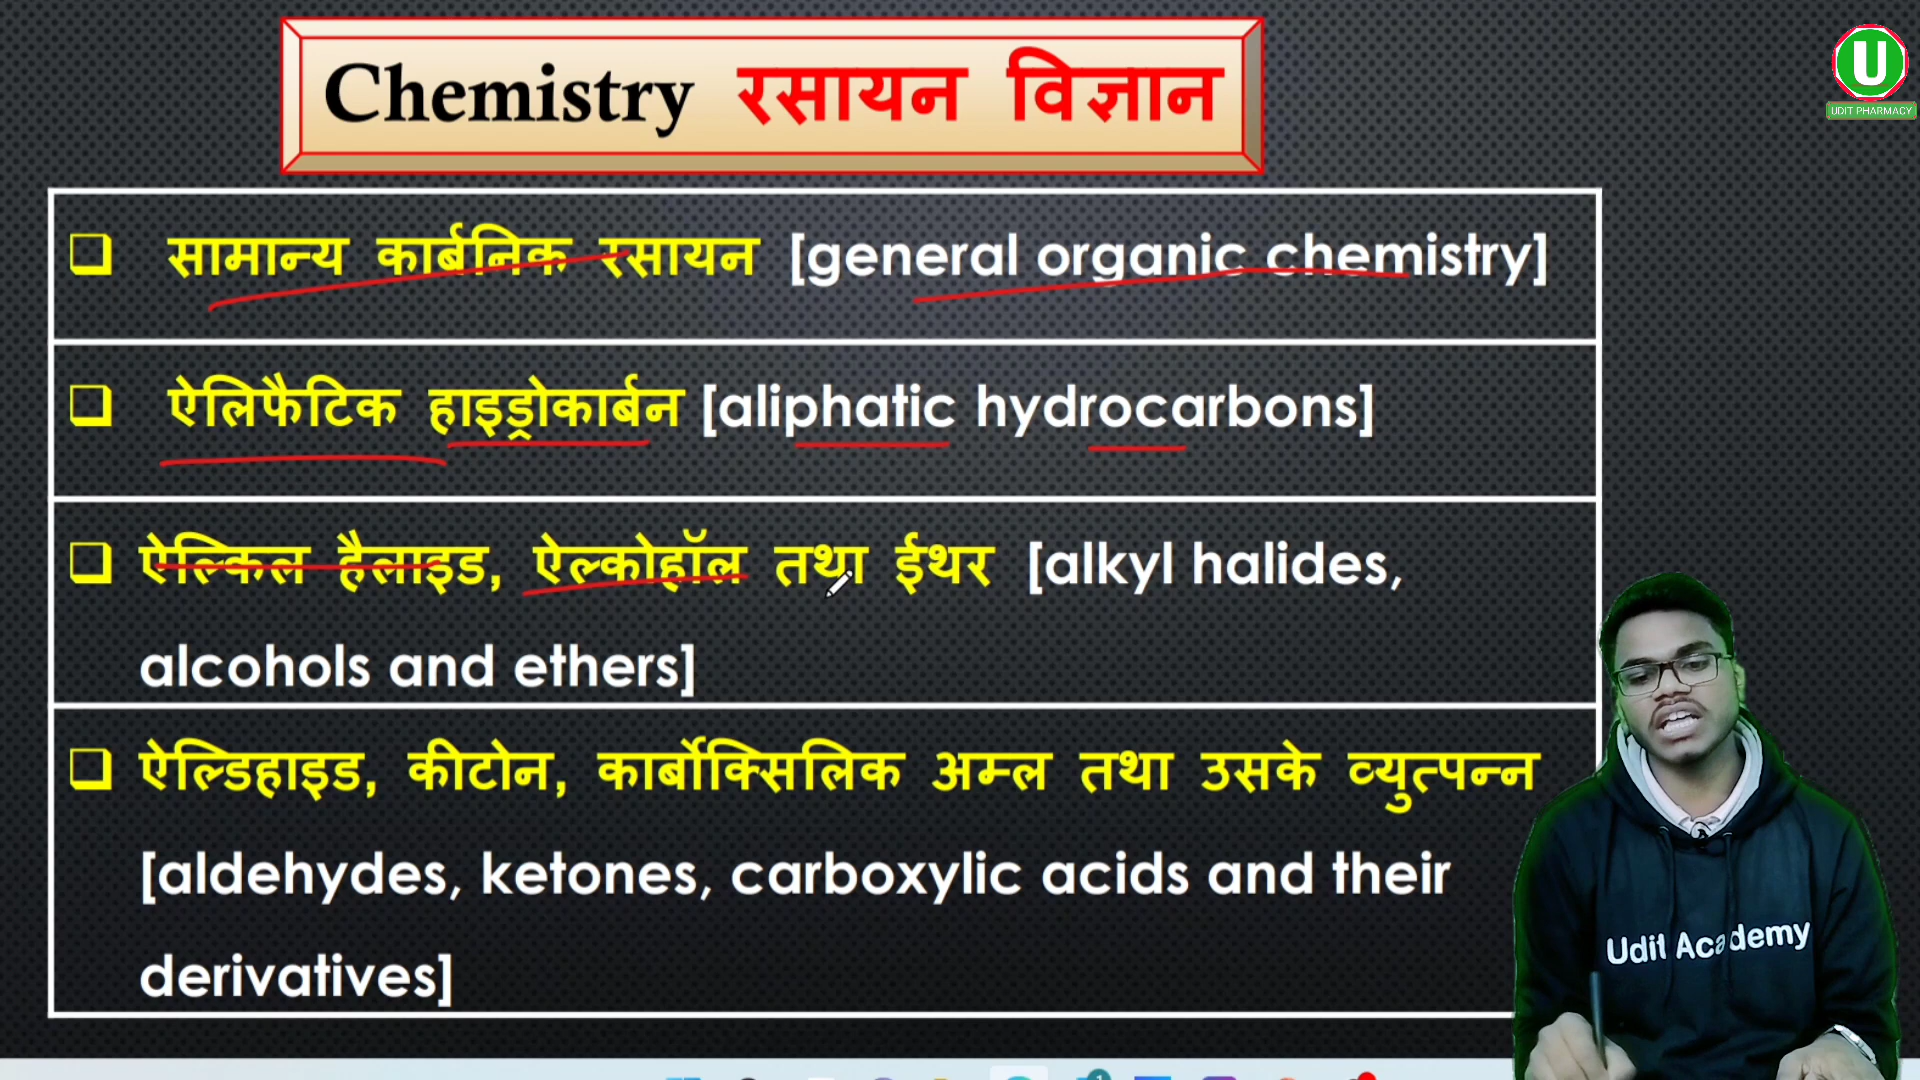 Chemistry रसायन विज्ञान
U
UDIT PHARMACY
❑ सामान्य कार्बनिक रसायन [general organic chemistry]
❑ ऐलिफैटिक हाइड्रोकार्बन [aliphatic hydrocarbons]
❑ ऐल्किल हैलाइड, ऐल्कोहॉल तथा ईथर [alkyl halides,
alcohols and ethers]
❑ ऐल्डिहाइड, कीटोन, कार्बोक्सिलिक अम्ल तथा उसके व्युत्पन्न
[aldehydes, ketones, carboxylic acids and their
derivatives]
Udit Academy